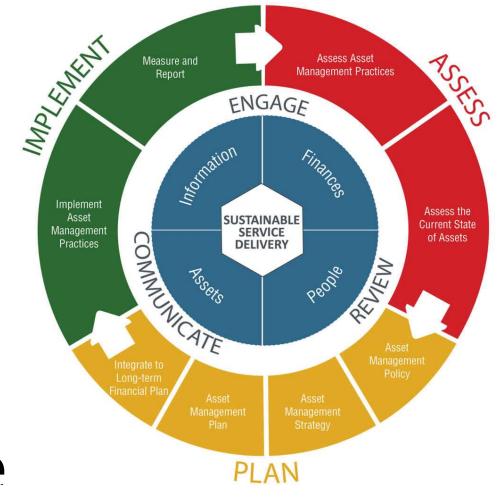 IMPLEMENT
Measure and
Report
Assess Asset
Management Practices
ASSESS
ENGAGE
Information
Finances
Implement
Asset
Management
Practices
SUSTAINABLE
SERVICE
DELIVERY
Assess the
Current State
of Assets
COMMUNICATE
Assets
People
REVIEW
Integrate to
Long-term
Financial Plan
Asset
Management
Plan
Asset
Management
Strategy
Asset
Management
Policy
PLAN